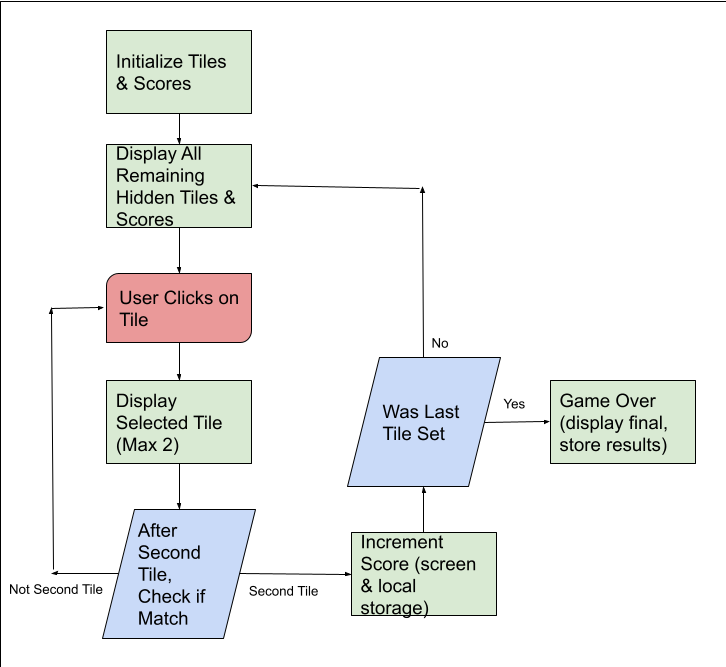 Initialize Tiles
& Scores
Display All
Remaining
Hidden Tiles &
Scores
User Clicks on
Tile
Display
Selected Tile
(Max 2)
After
Second
Tile,
Check if
Match
Not Second Tile
Second Tile
Increment
Score (screen
& local
storage)
Was Last
Tile Set
No
Yes
Game Over
(display final,
store results)